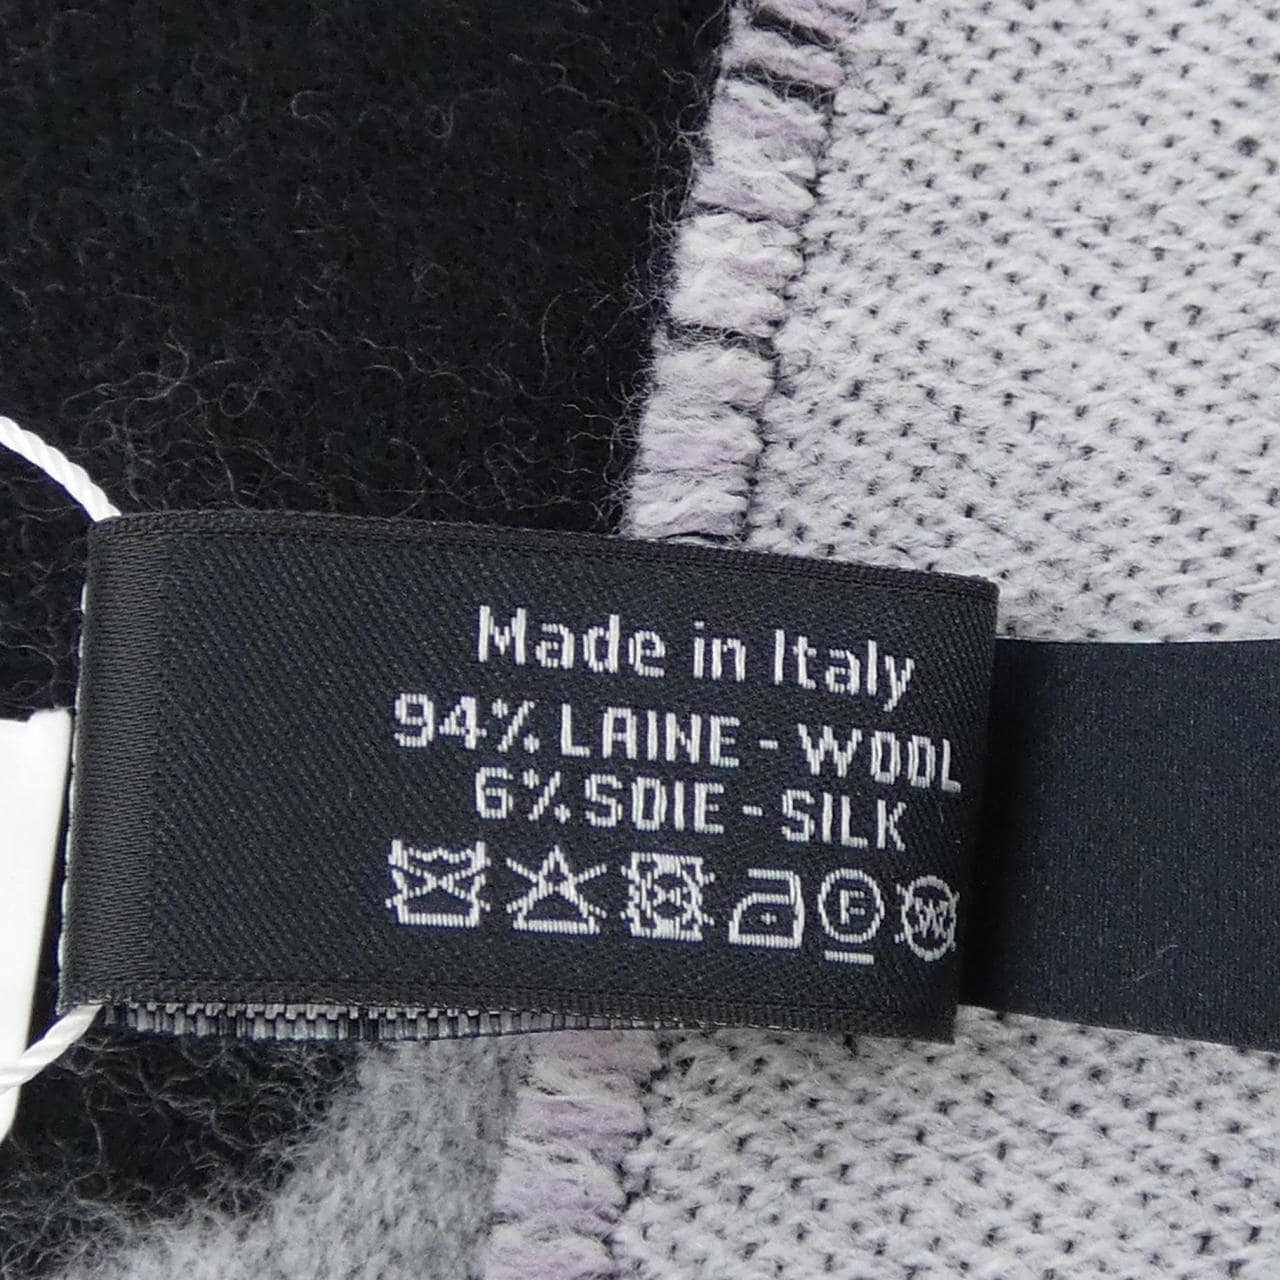 Made in Italy
94% LAINE - WOOL
6% SOIE - SILK
F W